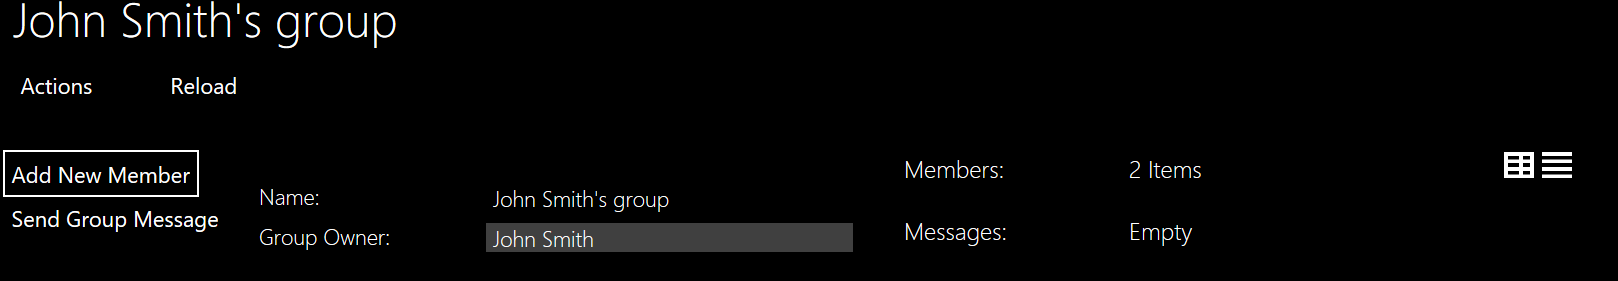 John Smith's group
Actions Reload
Add New Member
Send Group Message
Name: John Smith's group
Group Owner: John Smith
Members: 2 Items
Messages: Empty